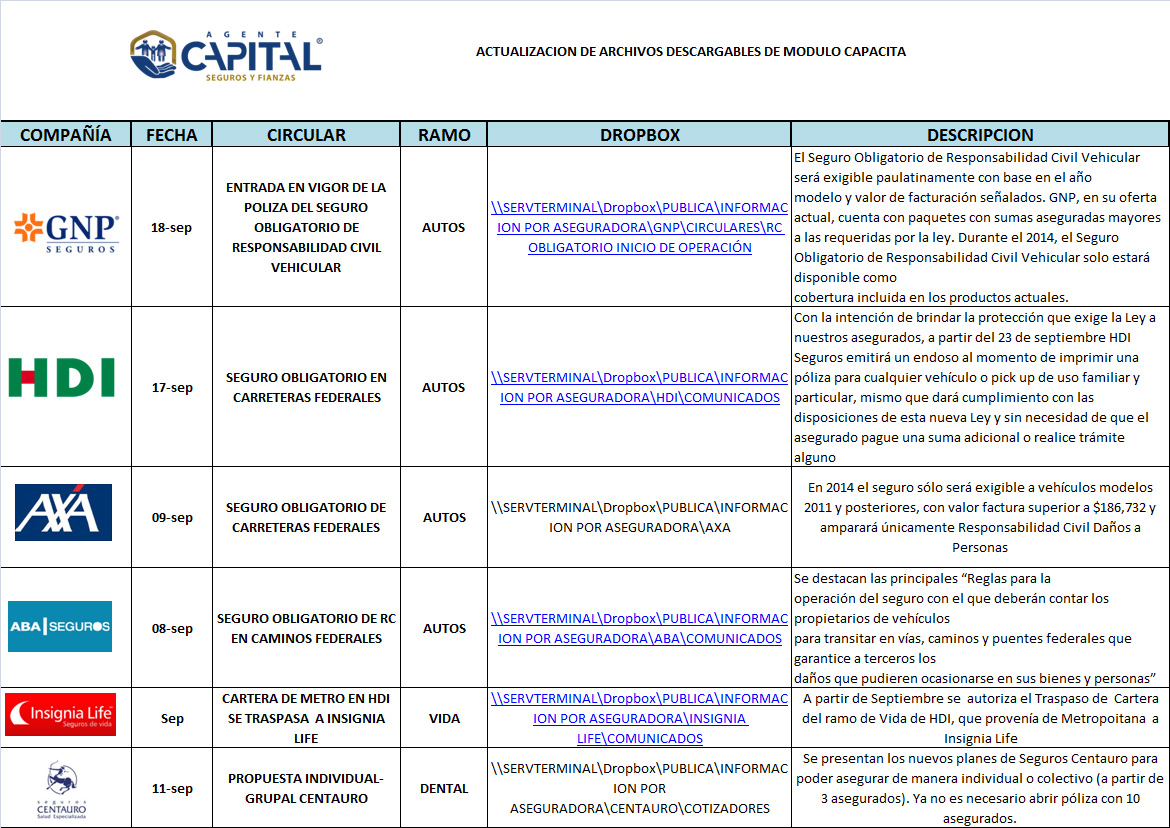 AGENTE
CAPITAL®
SEGUROS Y FIANZAS
ACTUALIZACION DE ARCHIVOS DESCARGABLES DE MODULO CAPACITA
COMPAÑÍA FECHA CIRCULAR RAMO DROPBOX DESCRIPCION
GNP®
SEGUROS
18-sep
ENTRADA EN VIGOR DE LA
POLIZA DEL SEGURO
OBLIGATORIO DE
RESPONSABILIDAD CIVIL
VEHICULAR
AUTOS
\\SERVTERMINAL\Dropbox\PUBLICA\INFORMAC
ION POR ASEGURADORA\GNP\CIRCULARES\RC
OBLIGATORIO INICIO DE OPERACIÓN
El Seguro Obligatorio de Responsabilidad Civil Vehicular
será exigible paulatinamente con base en el año
modelo y valor de facturación señalados. GNP, en su oferta
actual, cuenta con paquetes con sumas aseguradas mayores
a las requeridas por la ley. Durante el 2014, el Seguro
Obligatorio de Responsabilidad Civil Vehicular solo estará
disponible como
cobertura incluida en los productos actuales.
HDI
17-sep
SEGURO OBLIGATORIO EN
CARRETERAS FEDERALES
AUTOS
\\SERVTERMINAL\Dropbox\PUBLICA\INFORMAC
ION POR ASEGURADORA\HDI\COMUNICADOS
Con la intención de brindar la protección que exige la Ley a
nuestros asegurados, a partir del 23 de septiembre HDI
Seguros emitirá un endoso al momento de imprimir una
póliza para cualquier vehículo o pick up de uso familiar y
particular, mismo que dará cumplimiento con las
disposiciones de esta nueva Ley y sin necesidad de que el
asegurado pague una suma adicional o realice trámite
alguno
AXA
09-sep
SEGURO OBLIGATORIO DE
CARRETERAS FEDERALES
AUTOS
\\SERVTERMINAL\Dropbox\PUBLICA\INFORMAC
ION POR ASEGURADORA\AXA
En 2014 el seguro sólo será exigible a vehículos modelos
2011 y posteriores, con valor factura superior a $186,732 y
amparará únicamente Responsabilidad Civil Daños a
Personas
ABA|SEGUROS
08-sep
SEGURO OBLIGATORIO DE RC
EN CAMINOS FEDERALES
AUTOS
\\SERVTERMINAL\Dropbox\PUBLICA\INFORMAC
ION POR ASEGURADORA\ABA\COMUNICADOS
Se destacan las principales “Reglas para la
operación del seguro con el que deberán contar los
propietarios de vehículos
para transitar en vías, caminos y puentes federales que
garantice a terceros los
daños que pudieren ocasionarse en sus bienes y personas”
Insignia Life
Seguros de vida
Sep
CARTERA DE METRO EN HDI
SE TRASPASA A INSIGNIA
LIFE
VIDA
\\SERVTERMINAL\Dropbox\PUBLICA\INFORMAC
ION POR ASEGURADORA\INSIGNIA
LIFE\COMUNICADOS
A partir de Septiembre se autoriza el Traspaso de Cartera
del ramo de Vida de HDI, que provenía de Metropoitana a
Insignia Life
seguros
CENTAURO
Salud Especializada
11-sep
PROPUESTA INDIVIDUAL-
GRUPAL CENTAURO
DENTAL
\\SERVTERMINAL\Dropbox\PUBLICA\INFORMAC
ION POR
ASEGURADORA\CENTAURO\COTIZADORES
Se presentan los nuevos planes de Seguros Centauro para
poder asegurar de manera individual o colectivo (a partir de
3 asegurados). Ya no es necesario abrir póliza con 10
asegurados.